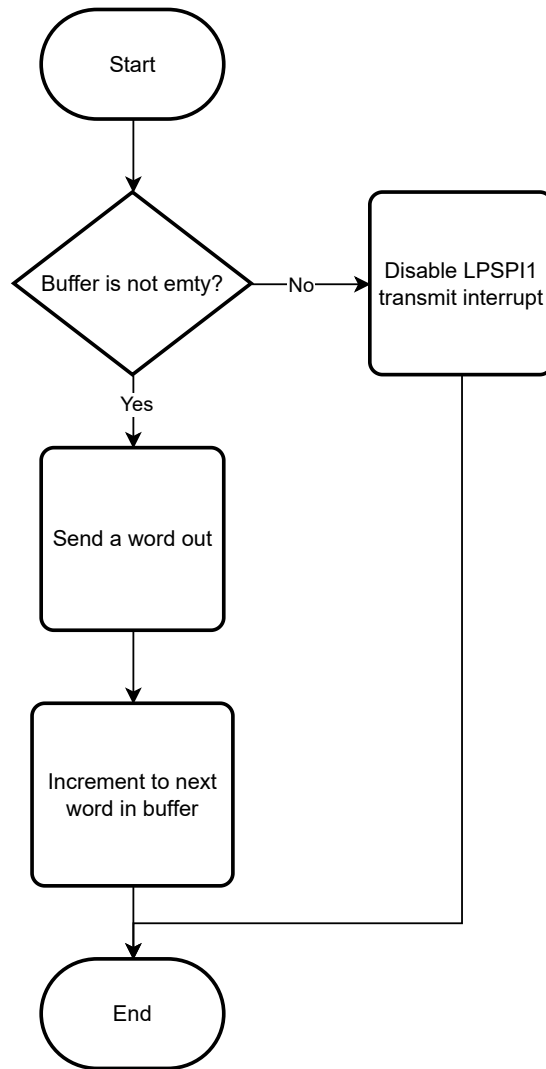 Start
Buffer is not emty?
No
Disable LPSPI1
transmit interrupt
Yes
Send a word out
Increment to next
word in buffer
End